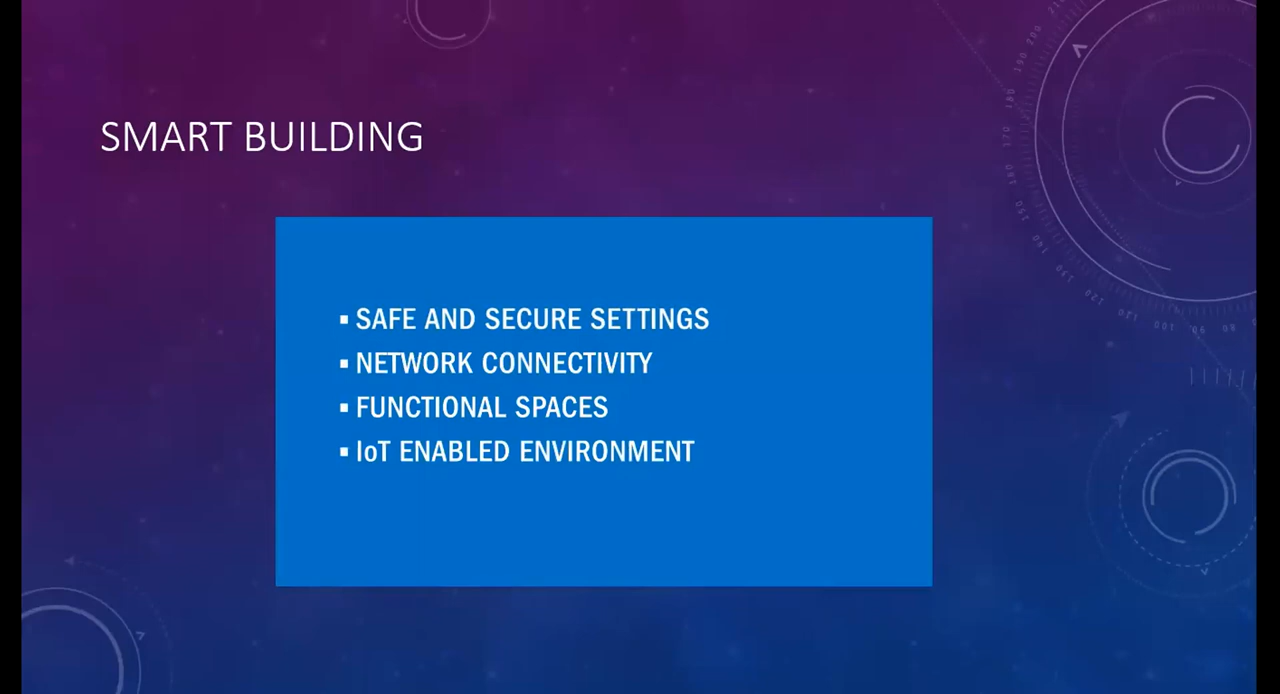 SMART BUILDING
▪ SAFE AND SECURE SETTINGS
▪ NETWORK CONNECTIVITY
▪ FUNCTIONAL SPACES
▪ IoT ENABLED ENVIRONMENT